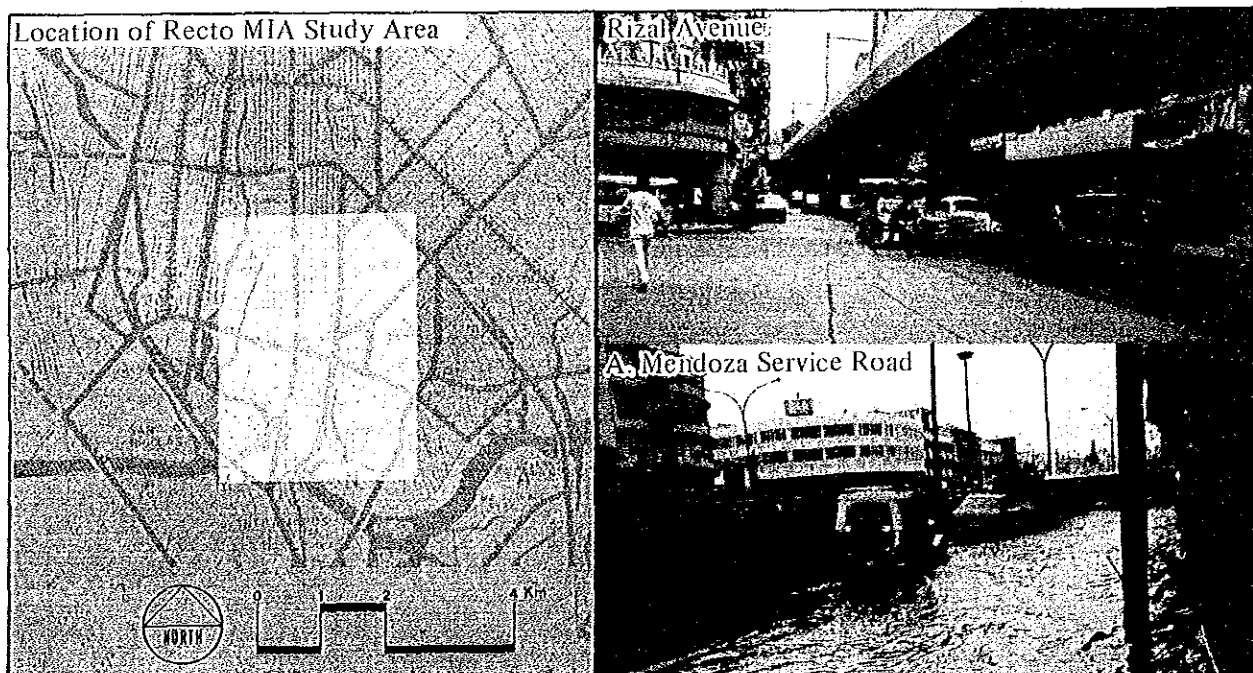 Location of Recto MIA Study Area
NORTH
0 1 2 4 Km
Rizal Avenue
A. Mendoza Service Road